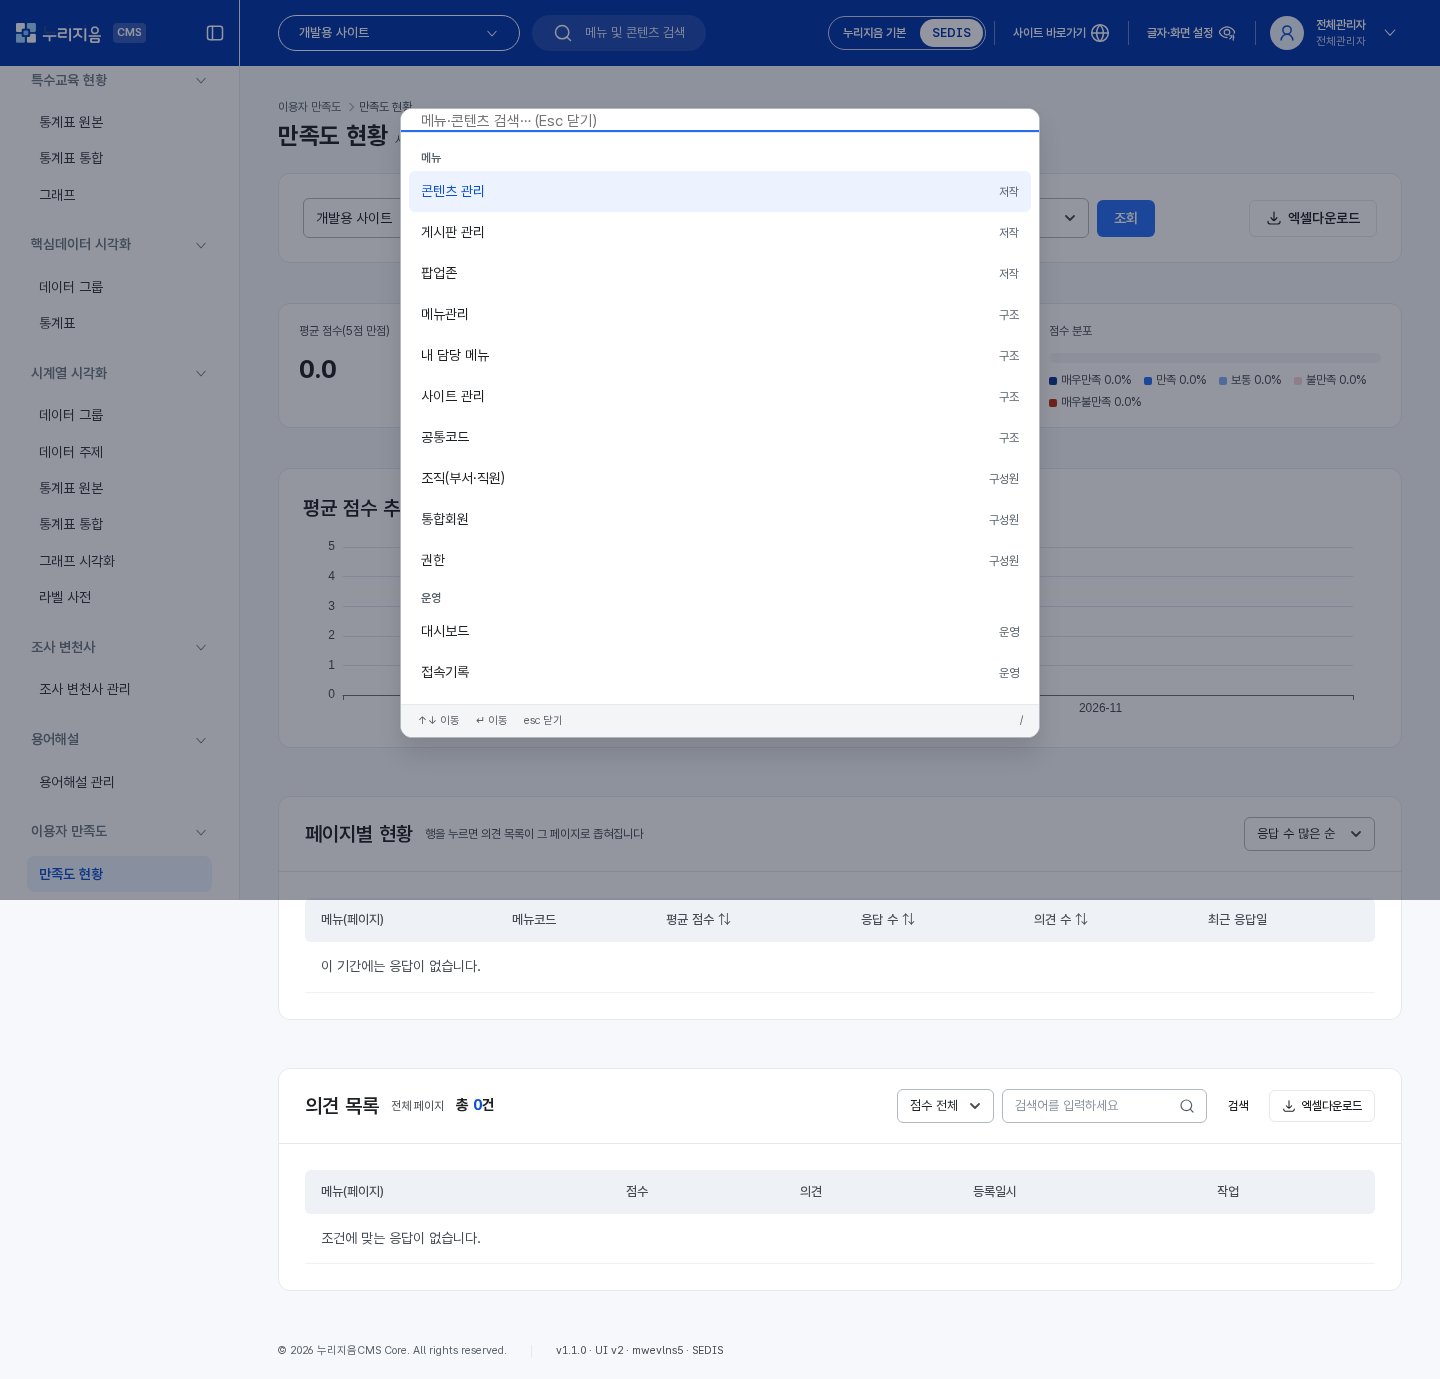 누리지음 CMS
개발용 사이트
메뉴 및 콘텐츠 검색
누리지음 기본 SEDIS
사이트 바로가기
글자·화면 설정
전체관리자
전체관리자
특수교육 현황
통계표 원본
통계표 통합
그래프
핵심데이터 시각화
데이터 그룹
통계표
시계열 시각화
데이터 그룹
데이터 주제
통계표 원본
통계표 통합
그래프 시각화
라벨 사전
조사 변천사
조사 변천사 관리
용어해설
용어해설 관리
이용자 만족도
만족도 현황
이용자 만족도 > 만족도 현황
만족도 현황
개발용 사이트
조회
엑셀다운로드
평균 점수(5점 만점)
0.0
점수 분포
매우만족 0.0% 만족 0.0% 보통 0.0% 불만족 0.0%
매우불만족 0.0%
평균 점수 추
5
4
3
2
1
0
2026-11
메뉴·콘텐츠 검색… (Esc 닫기)
메뉴
콘텐츠 관리 저작
게시판 관리 저작
팝업존 저작
메뉴관리 구조
내 담당 메뉴 구조
사이트 관리 구조
공통코드 구조
조직(부서·직원) 구성원
통합회원 구성원
권한 구성원
운영
대시보드 운영
접속기록 운영
↑↓ 이동 ↵ 이동 esc 닫기 /
페이지별 현황 행을 누르면 의견 목록이 그 페이지로 좁혀집니다
응답 수 많은 순
메뉴(페이지) 메뉴코드 평균 점수 ⇅ 응답 수 ⇅ 의견 수 ⇅ 최근 응답일
이 기간에는 응답이 없습니다.
의견 목록 전체 페이지 총 0건
점수 전체 검색어를 입력하세요 검색 엑셀다운로드
메뉴(페이지) 점수 의견 등록일시 작업
조건에 맞는 응답이 없습니다.
© 2026 누리지음CMS Core. All rights reserved. v1.1.0 · UI v2 · mwevlns5 · SEDIS